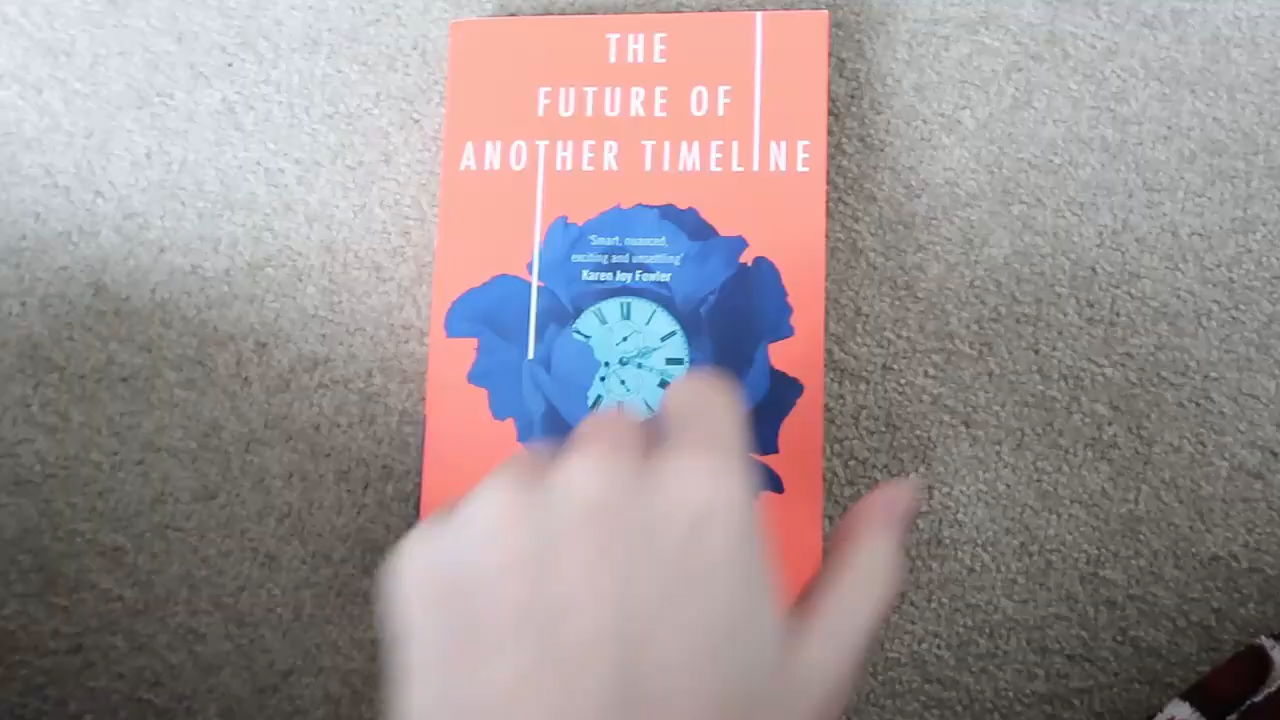 THE
FUTURE OF
ANOTHER TIMELINE
'Smart, nuanced,
exciting and unsettling'
Karen Joy Fowler